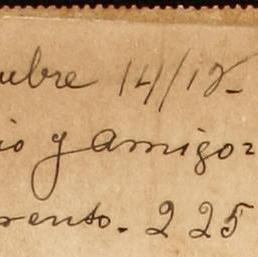 ubre 14/18-
io y amigo:
rento. 225